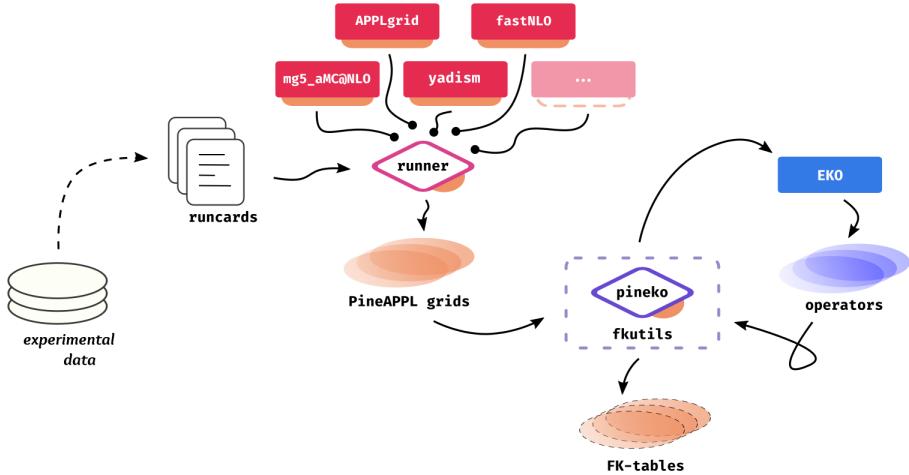 APPLgrid
fastNLO
mg5_aMC@NLO
yadism
...
runner
runcards
EKO
PineAPPL grids
pineko
fkutils
operators
experimental
data
FK-tables